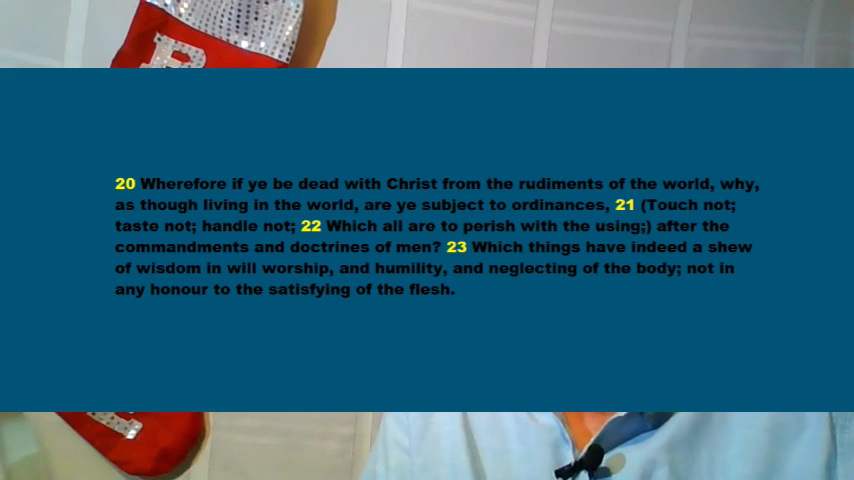 20 Wherefore if ye be dead with Christ from the rudiments of the world, why,
as though living in the world, are ye subject to ordinances, 21 (Touch not;
taste not; handle not; 22 Which all are to perish with the using;) after the
commandments and doctrines of men? 23 Which things have indeed a shew
of wisdom in will worship, and humility, and neglecting of the body; not in
any honour to the satisfying of the flesh.